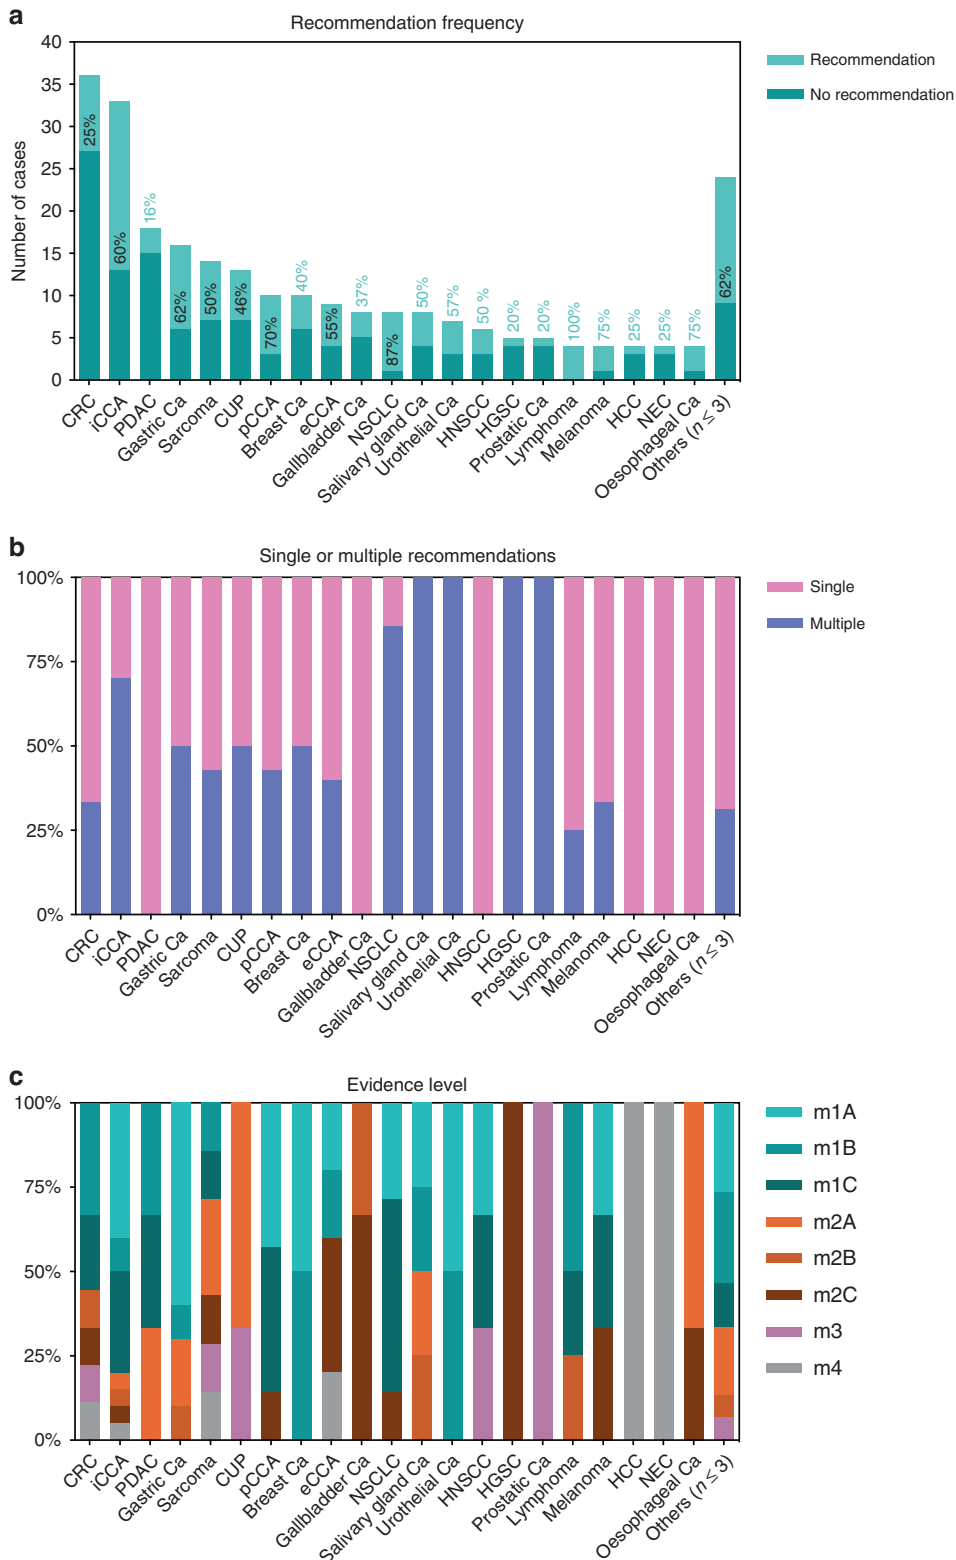 a
Recommendation frequency
Number of cases
40
35
30
25
20
15
10
5
0
25%
60%
16%
62%
50%
46%
70%
40%
55%
37%
87%
50%
57%
50 %
20%
20%
100%
75%
25%
25%
75%
62%
Recommendation
No recommendation
CRC
iCCA
PDAC
Gastric Ca
Sarcoma
CUP
pCCA
Breast Ca
eCCA
Gallbladder Ca
NSCLC
Salivary gland Ca
Urothelial Ca
HNSCC
HGSC
Prostatic Ca
Lymphoma
Melanoma
HCC
NEC
Oesophageal Ca
Others (n ≤ 3)
b
Single or multiple recommendations
100%
75%
50%
25%
0%
Single
Multiple
CRC
iCCA
PDAC
Gastric Ca
Sarcoma
CUP
pCCA
Breast Ca
eCCA
Gallbladder Ca
NSCLC
Salivary gland Ca
Urothelial Ca
HNSCC
HGSC
Prostatic Ca
Lymphoma
Melanoma
HCC
NEC
Oesophageal Ca
Others (n ≤ 3)
c
Evidence level
100%
75%
50%
25%
0%
m1A
m1B
m1C
m2A
m2B
m2C
m3
m4
CRC
iCCA
PDAC
Gastric Ca
Sarcoma
CUP
pCCA
Breast Ca
eCCA
Gallbladder Ca
NSCLC
Salivary gland Ca
Urothelial Ca
HNSCC
HGSC
Prostatic Ca
Lymphoma
Melanoma
HCC
NEC
Oesophageal Ca
Others (n ≤ 3)